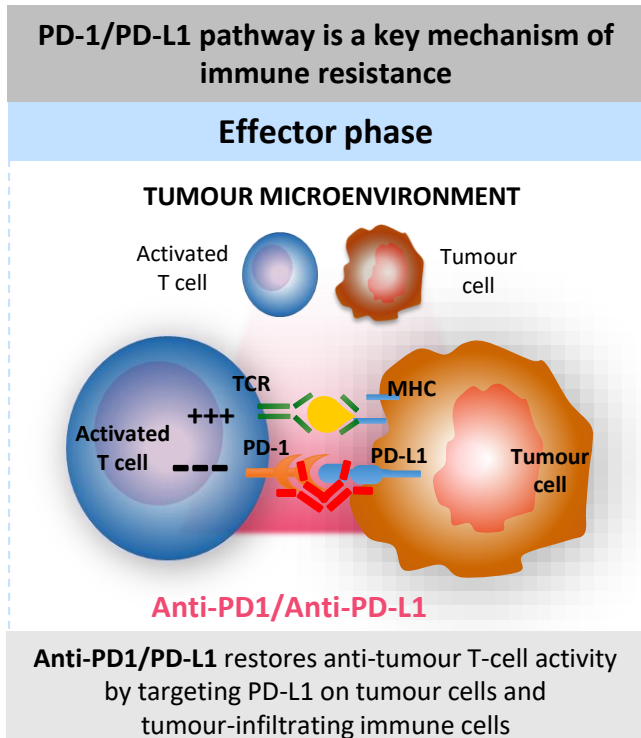 PD-1/PD-L1 pathway is a key mechanism of
immune resistance
Effector phase
TUMOUR MICROENVIRONMENT
Activated
T cell
Tumour
cell
TCR
MHC
+++
Activated
T cell
PD-1
PD-L1
Tumour
cell
---
Anti-PD1/Anti-PD-L1
Anti-PD1/PD-L1 restores anti-tumour T-cell activity
by targeting PD-L1 on tumour cells and
tumour-infiltrating immune cells